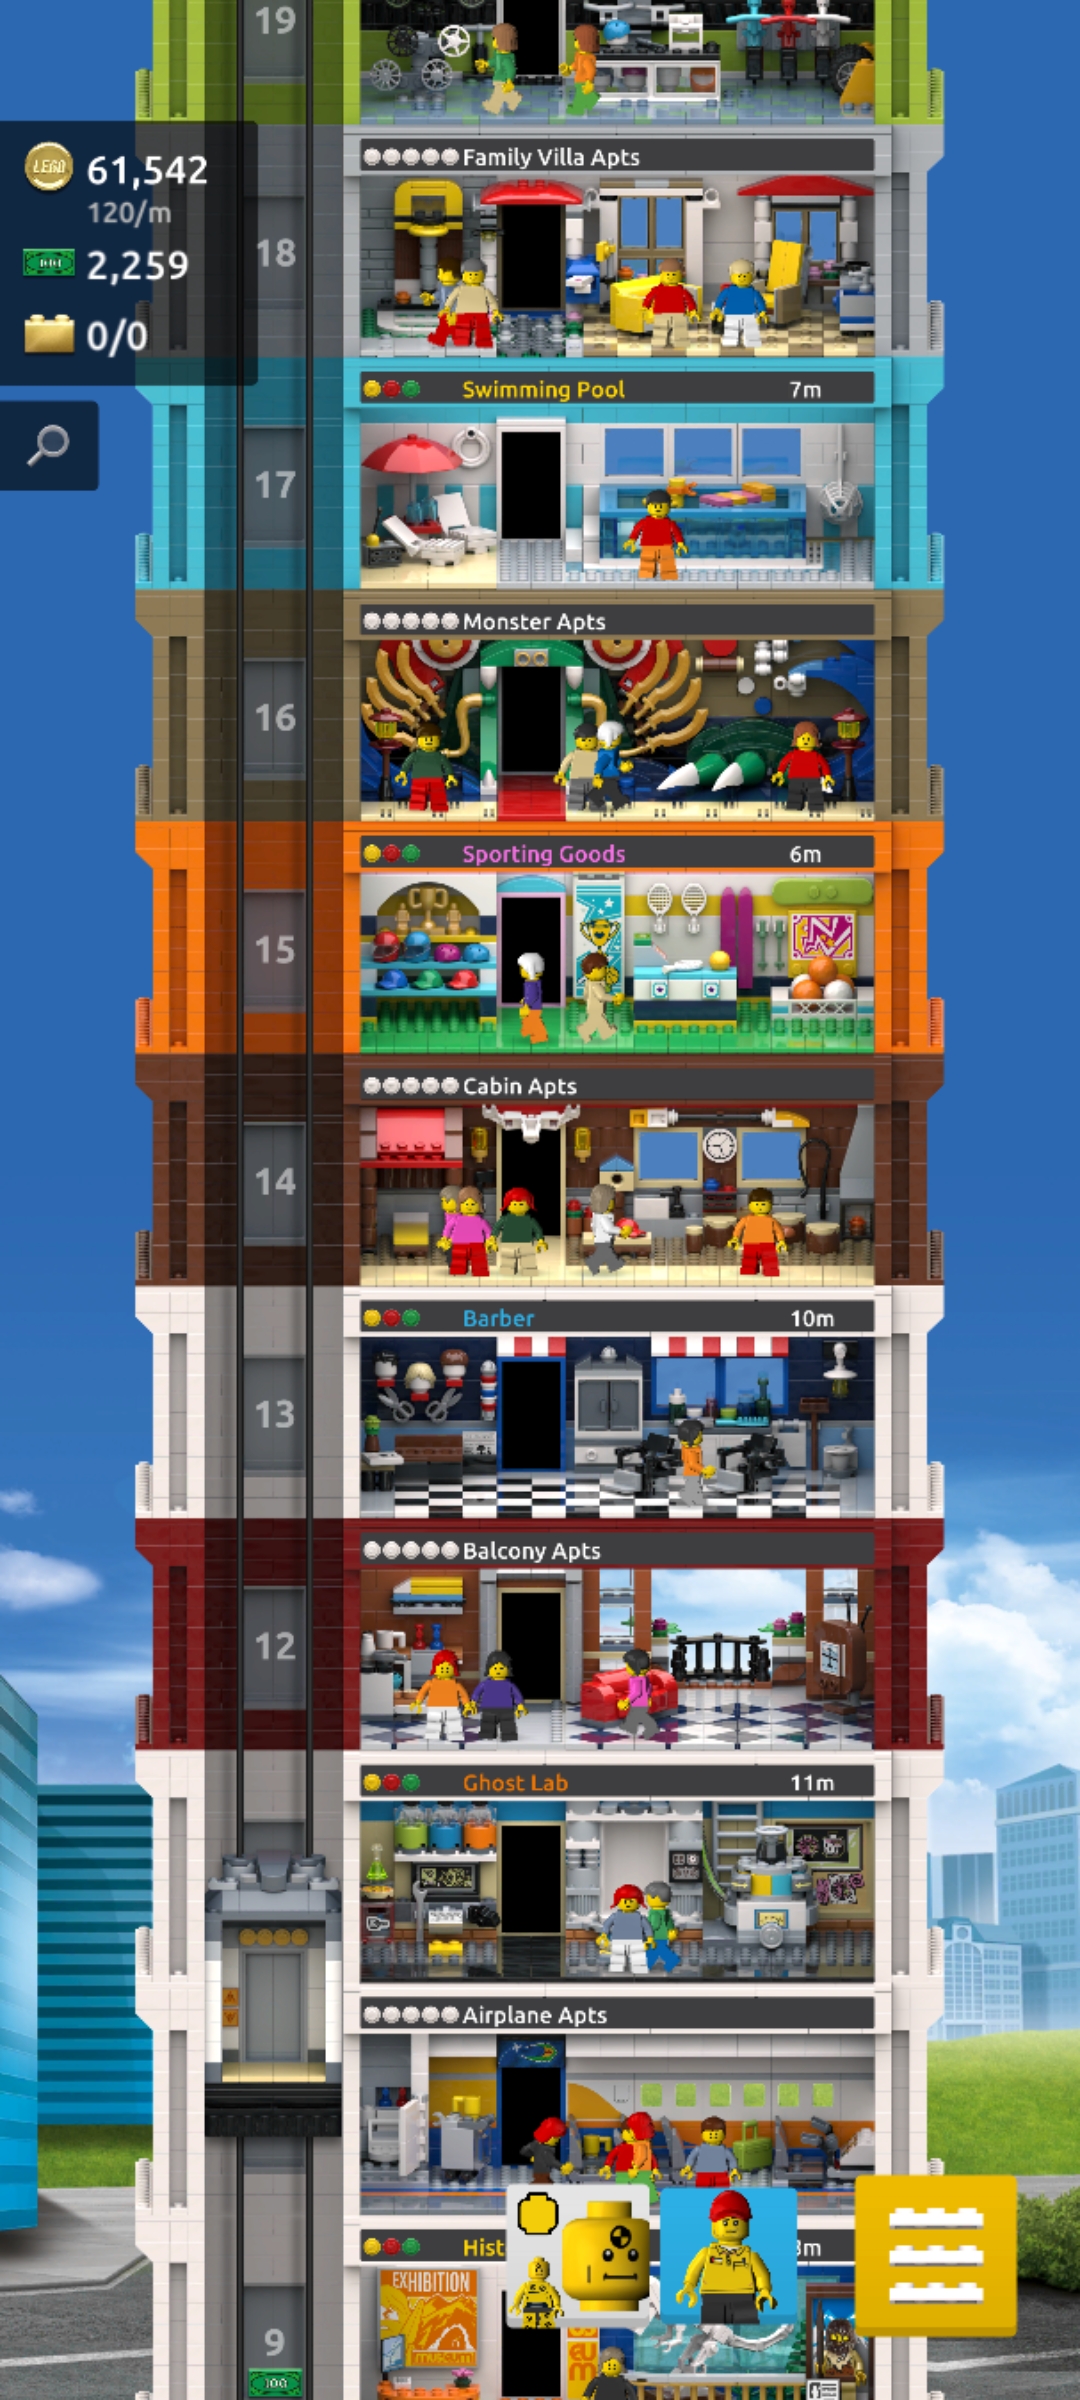 19
Family Villa Apts
LEGO
61,542
120/m
18
2,259
0/0
Swimming Pool 7m
17
Monster Apts
16
Sporting Goods 6m
15
Cabin Apts
14
Barber 10m
13
Balcony Apts
12
Ghost Lab 11m
Airplane Apts
Hist
EXHIBITION
museum
9
100